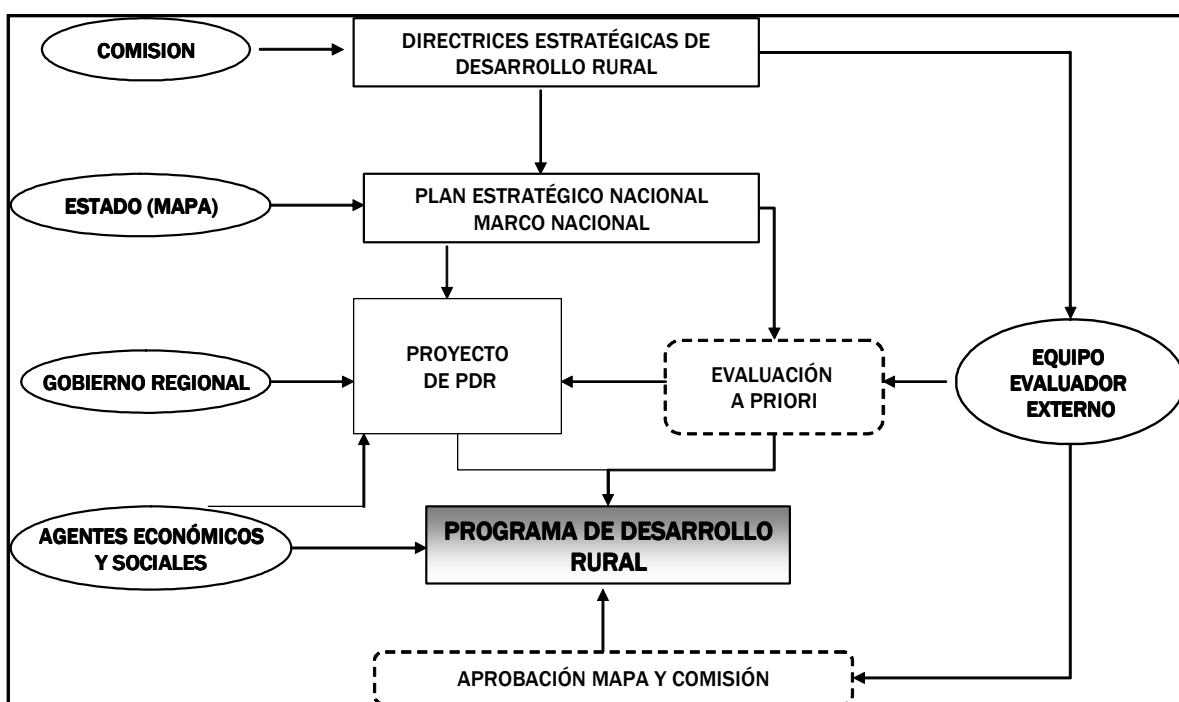 COMISION
DIRECTRICES ESTRATÉGICAS DE
DESARROLLO RURAL
ESTADO (MAPA)
PLAN ESTRATÉGICO NACIONAL
MARCO NACIONAL
GOBIERNO REGIONAL
PROYECTO
DE PDR
EVALUACIÓN
A PRIORI
EQUIPO
EVALUADOR
EXTERNO
AGENTES ECONÓMICOS
Y SOCIALES
PROGRAMA DE DESARROLLO
RURAL
APROBACIÓN MAPA Y COMISIÓN